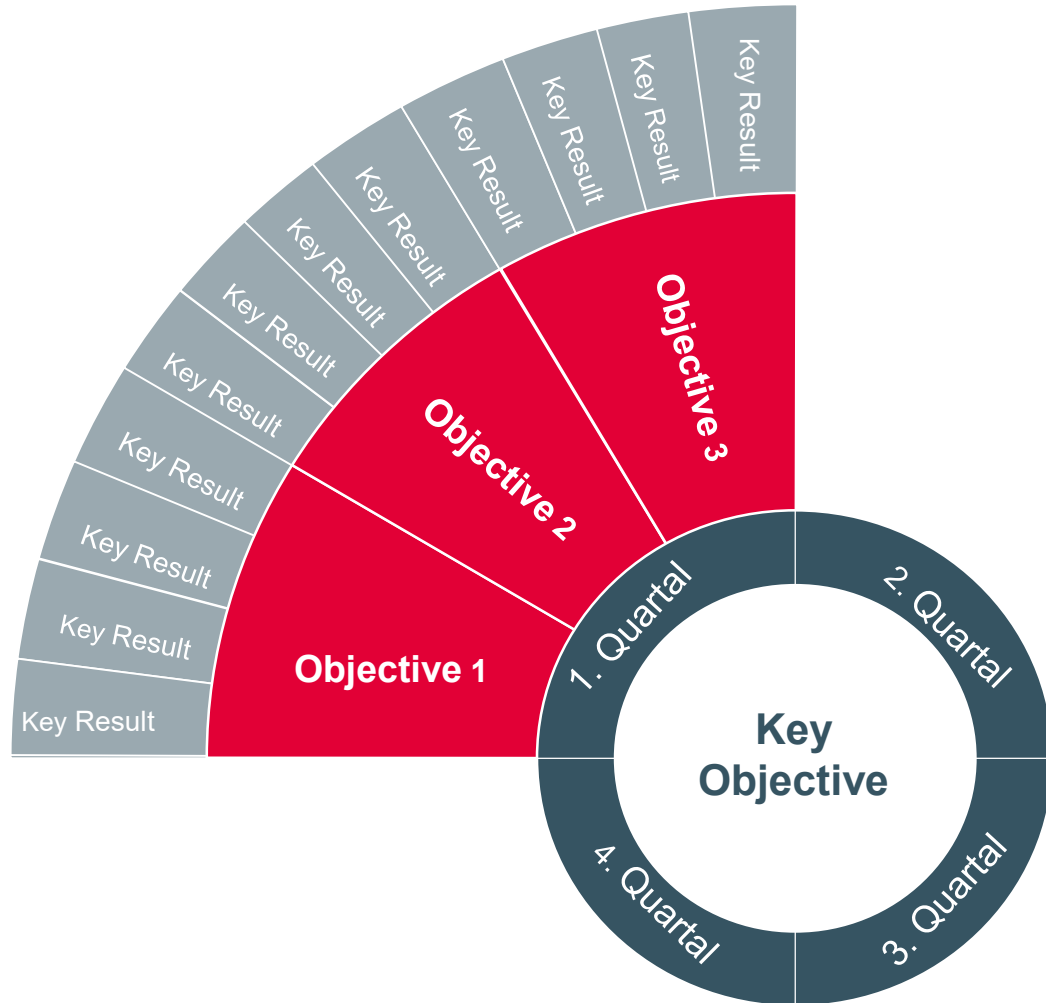 Key Result
Key Result
Key Result
Key Result
Key Result
Key Result
Key Result
Key Result
Key Result
Key Result
Key Result
Key Result
Objective 1
Objective 2
Objective 3
1. Quartal
2. Quartal
3. Quartal
4. Quartal
Key
Objective